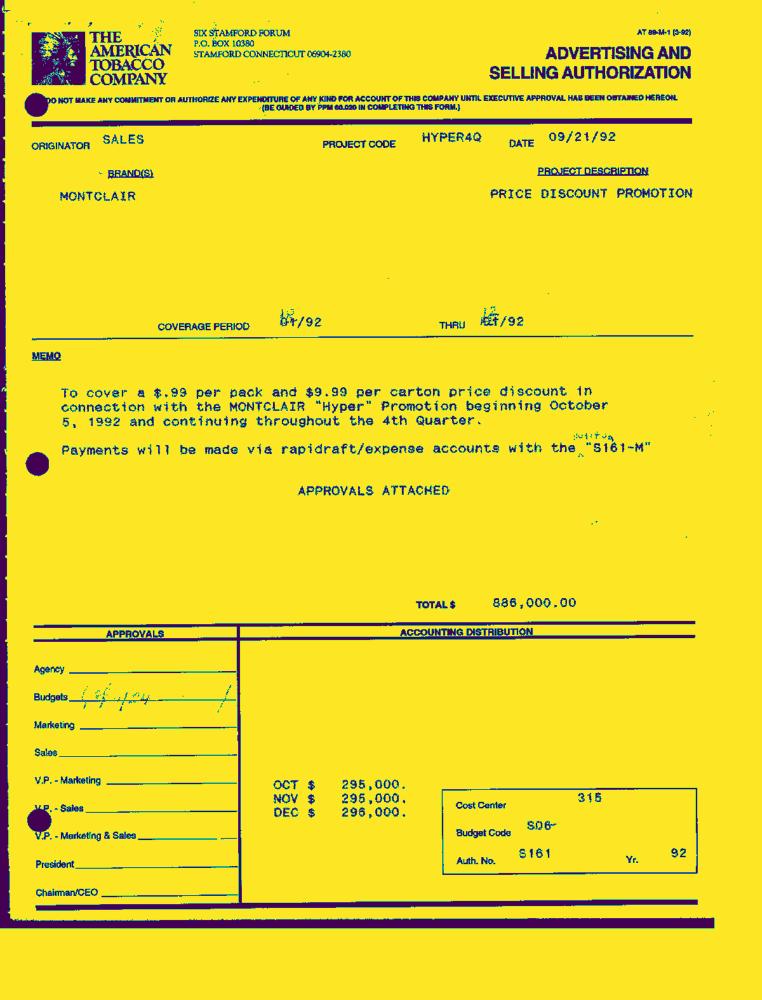 THE
AMERICAN
TOBACCO
COMPANY
SIX STAMFORD FORUM
P.O. BOX 10380
STAMFORD CONNECTICUT 06904-2380
AT 89-M-1 (3-92)
ADVERTISING AND
SELLING AUTHORIZATION
DO NOT MAKE ANY COMMITMENT OR AUTHORIZE ANY EXPENDITURE OF ANY KIND FOR ACCOUNT OF THIS COMPANY UNTIL EXECUTIVE APPROVAL HAS BEEN OBTAINED HEREON.
(BE GUIDED BY PPM 60.020 IN COMPLETING THIS FORM.)
ORIGINATOR SALES PROJECT CODE HYPER4Q DATE 09/21/92
BRAND(S) PROJECT DESCRIPTION
MONTCLAIR PRICE DISCOUNT PROMOTION
COVERAGE PERIOD /92 THRU /92
MEMO
To cover a $.99 per pack and $9.99 per carton price discount in
connection with the MONTCLAIR "Hyper" Promotion beginning October
5, 1992 and continuing throughout the 4th Quarter.
Payments will be made via rapidraft/expense accounts with the "S161-M"
APPROVALS ATTACHED
TOTAL $ 886,000.00
APPROVALS ACCOUNTING DISTRIBUTION
Agency
Budgets
Marketing
Sales
V.P. - Marketing
V.P. - Sales
V.P. - Marketing & Sales
President
Chairman/CEO
OCT $ 295,000.
NOV $ 295,000.
DEC $ 296,000.
Cost Center 315
Budget Code S06-
Auth. No. S161 Yr. 92